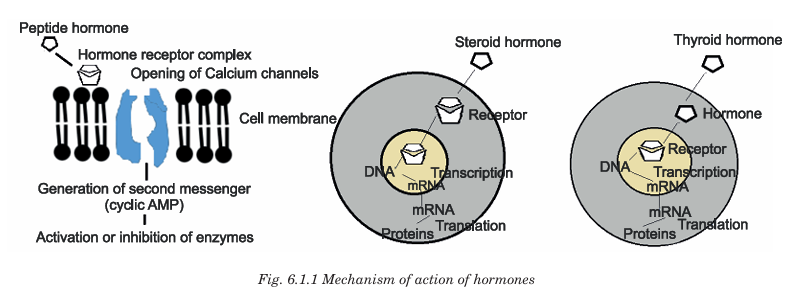 Peptide hormone
Hormone receptor complex
Opening of Calcium channels
Cell membrane
Generation of second messenger
(cyclic AMP)
Activation or inhibition of enzymes
Steroid hormone
Receptor
DNA
Transcription
mRNA
mRNA
Translation
Proteins
Thyroid hormone
Hormone
Receptor
DNA
Transcription
mRNA
mRNA
Translation
Proteins
Fig. 6.1.1 Mechanism of action of hormones